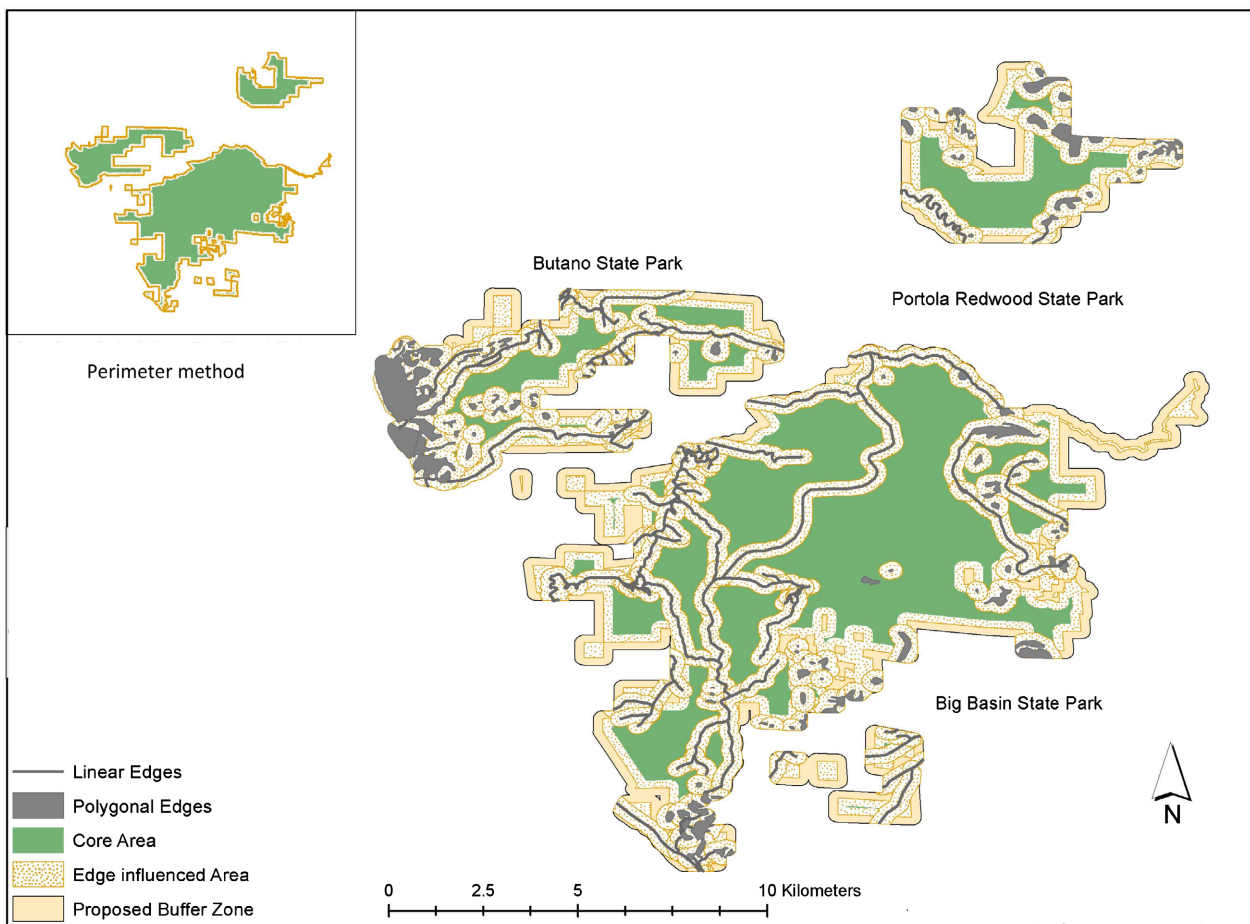 Perimeter method
Butano State Park
Portola Redwood State Park
Big Basin State Park
Linear Edges
Polygonal Edges
Core Area
Edge influenced Area
Proposed Buffer Zone
0 2.5 5 10 Kilometers
N